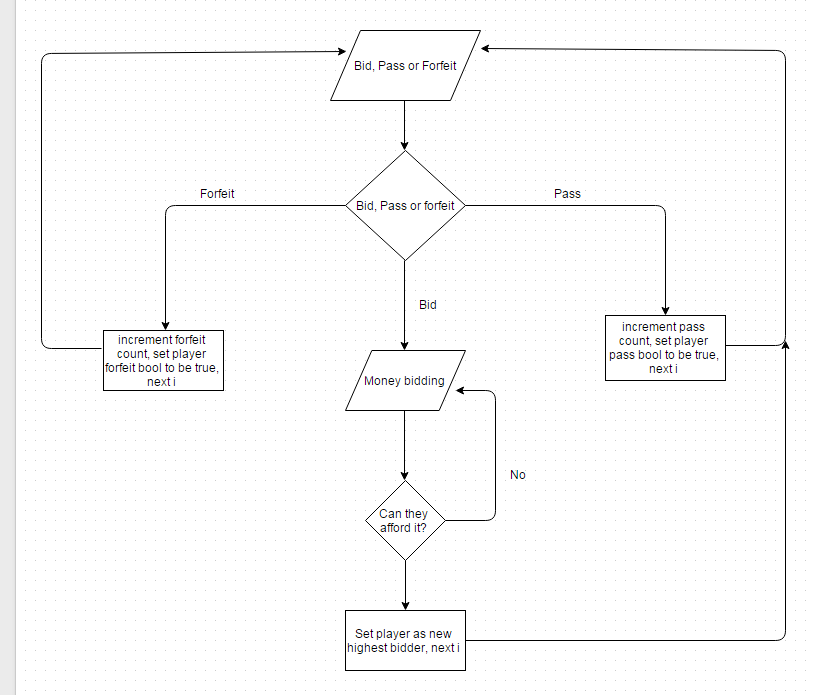 Bid, Pass or Forfeit
Forfeit
Pass
Bid, Pass or forfeit
Bid
increment forfeit
count, set player
forfeit bool to be true,
next i
increment pass
count, set player
pass bool to be true,
next i
Money bidding
No
Can they
afford it?
Set player as new
highest bidder, next i